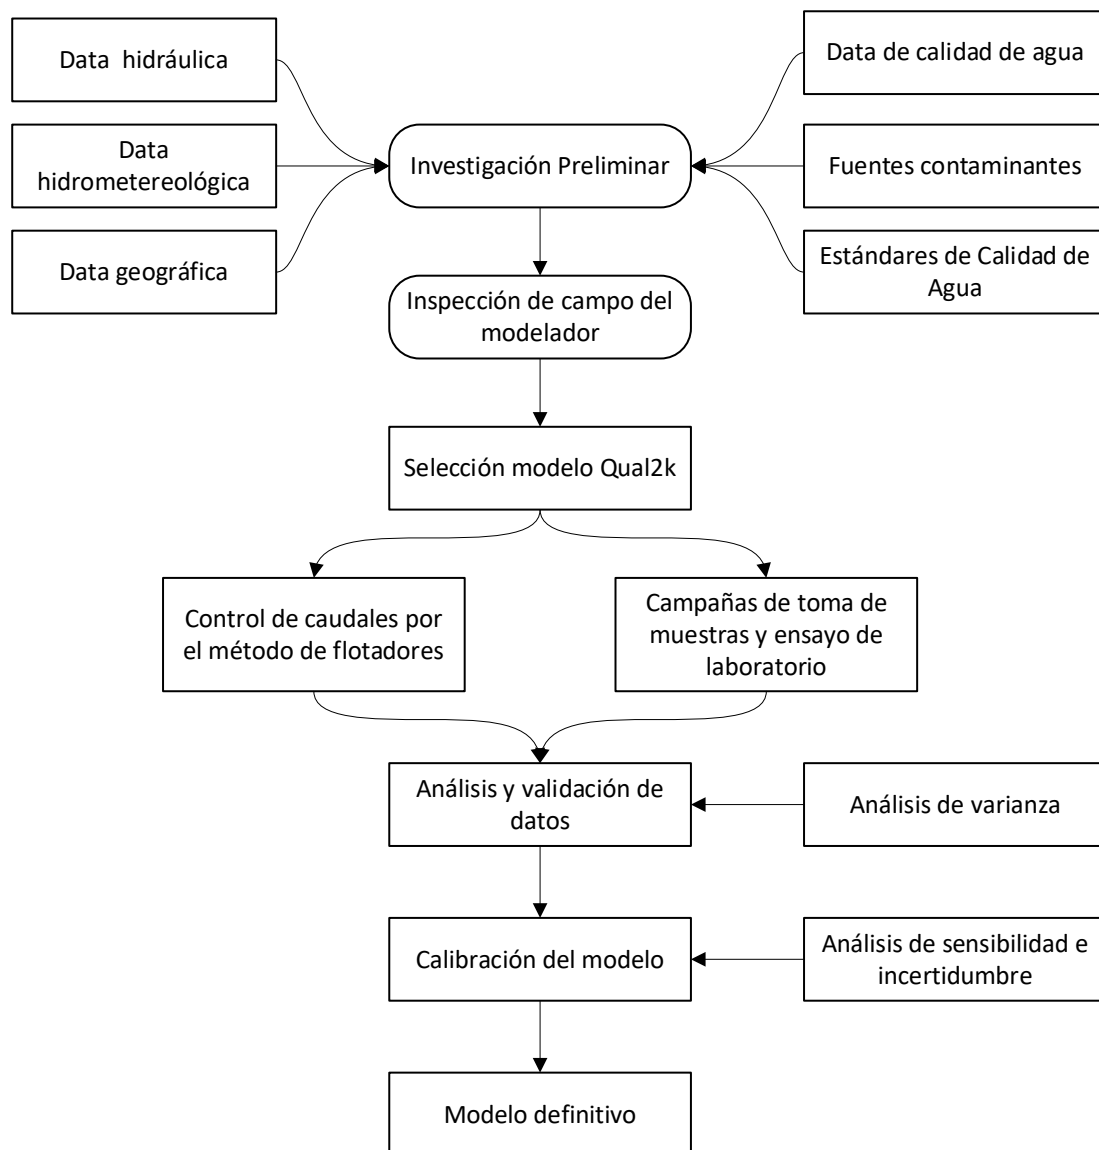 Data hidráulica
Data de calidad de agua
Data
hidrometereológica
Investigación Preliminar
Fuentes contaminantes
Data geográfica
Estándares de Calidad de
Agua
Inspección de campo del
modelador
Selección modelo Qual2k
Control de caudales por
el método de flotadores
Campañas de toma de
muestras y ensayo de
laboratorio
Análisis y validación de
datos
Análisis de varianza
Calibración del modelo
Análisis de sensibilidad e
incertidumbre
Modelo definitivo